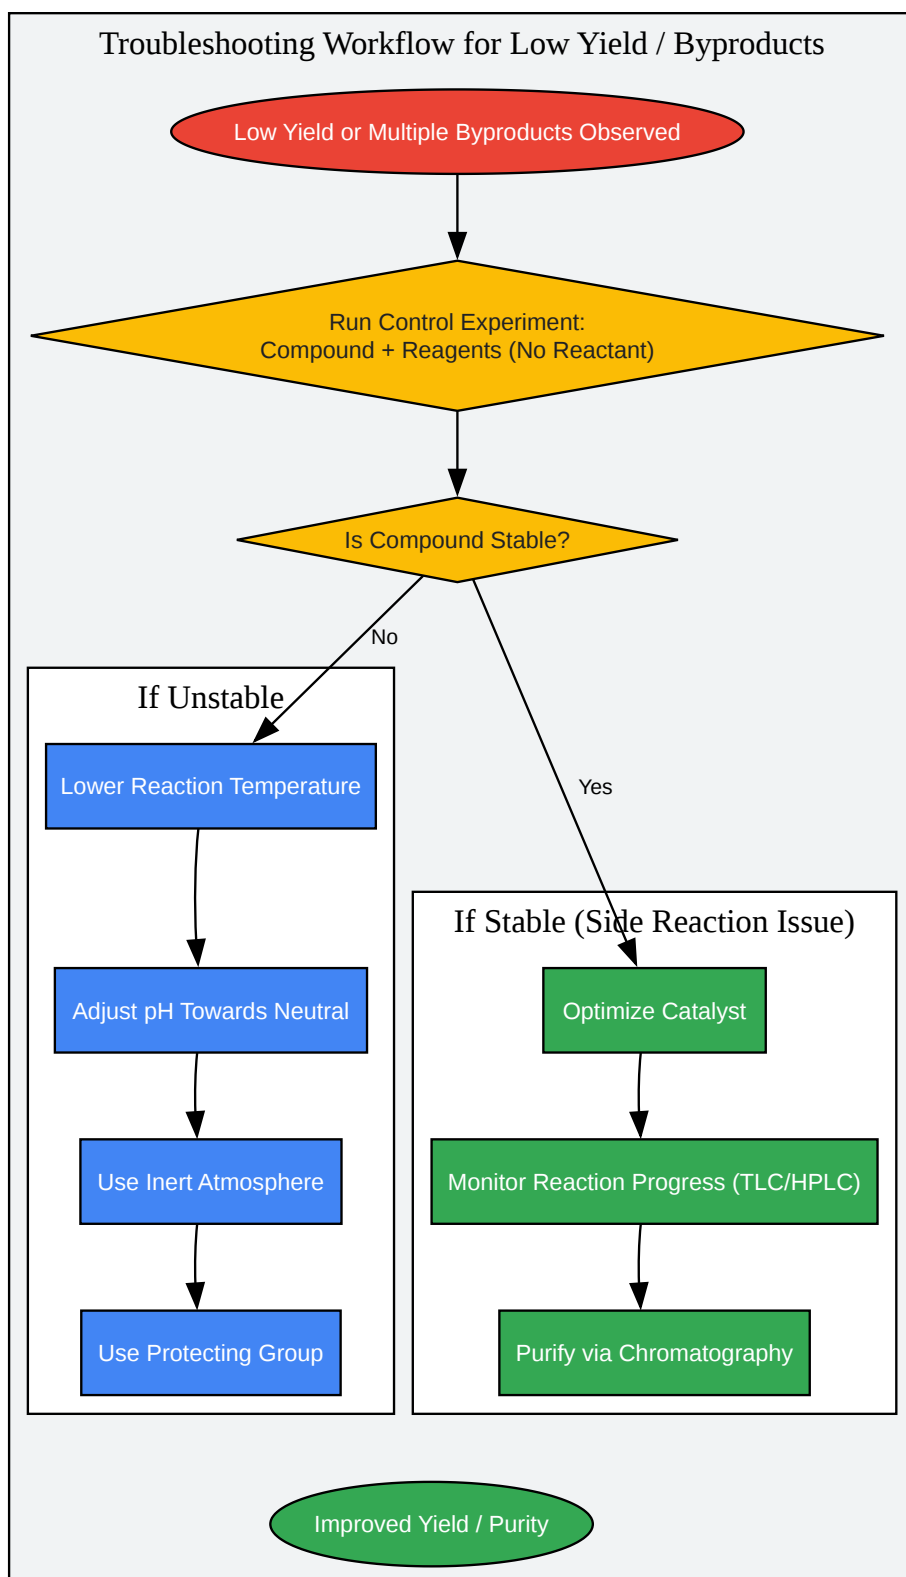 Troubleshooting Workflow for Low Yield / Byproducts
Low Yield or Multiple Byproducts Observed
Run Control Experiment:
Compound + Reagents (No Reactant)
Is Compound Stable?
No
Yes
If Unstable
Lower Reaction Temperature
Adjust pH Towards Neutral
Use Inert Atmosphere
Use Protecting Group
If Stable (Side Reaction Issue)
Optimize Catalyst
Monitor Reaction Progress (TLC/HPLC)
Purify via Chromatography
Improved Yield / Purity